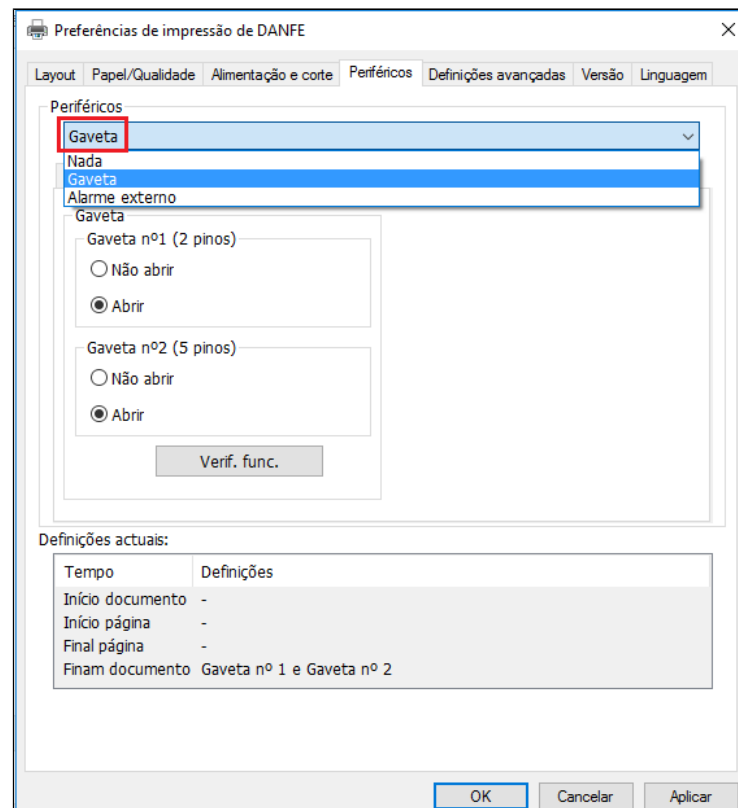 Preferências de impressão de DANFE
Layout Papel/Qualidade Alimentação e corte Periféricos Definições avançadas Versão Linguagem
Periféricos
Gaveta
Nada
Gaveta
Alarme externo
Gaveta
Gaveta nº1 (2 pinos)
Não abrir
Abrir
Gaveta nº2 (5 pinos)
Não abrir
Abrir
Verif. func.
Definições actuais:
Tempo Definições
Início documento -
Início página -
Final página -
Finam documento Gaveta nº 1 e Gaveta nº 2
OK Cancelar Aplicar